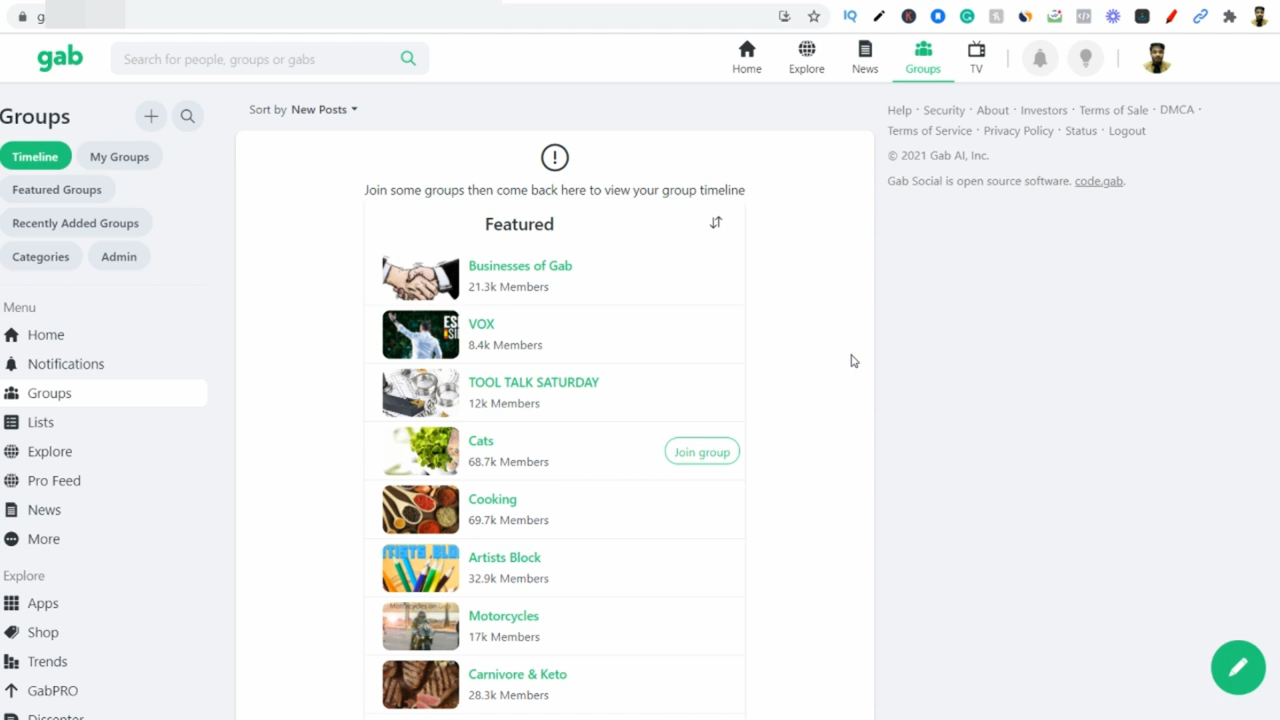 g
gab
Search for people, groups or gabs
Home
Explore
News
Groups
TV
Groups
Timeline
My Groups
Featured Groups
Recently Added Groups
Categories
Admin
Menu
Home
Notifications
Groups
Lists
Explore
Pro Feed
News
More
Explore
Apps
Shop
Trends
GabPRO
Dissenter
Sort by New Posts
Join some groups then come back here to view your group timeline
Featured
Businesses of Gab
21.3k Members
VOX
8.4k Members
TOOL TALK SATURDAY
12k Members
Cats
68.7k Members
Join group
Cooking
69.7k Members
Artists Block
32.9k Members
Motorcycles
17k Members
Carnivore & Keto
28.3k Members
Help · Security · About · Investors · Terms of Sale · DMCA ·
Terms of Service · Privacy Policy · Status · Logout
© 2021 Gab AI, Inc.
Gab Social is open source software. code.gab.